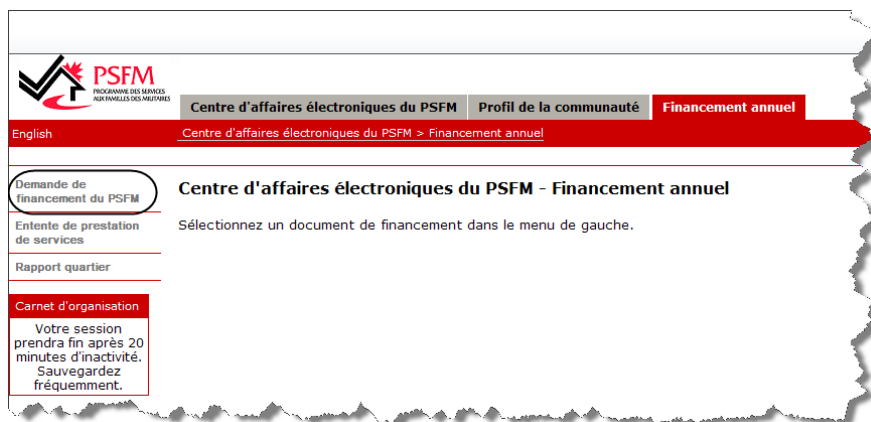 PSFM
PROGRAMME DES SERVICES
AUX FAMILLES DES MILITAIRES
Centre d'affaires électroniques du PSFM Profil de la communauté Financement annuel
English
Centre d'affaires électroniques du PSFM > Financement annuel
Demande de
financement du PSFM
Entente de prestation
de services
Rapport quartier
Carnet d'organisation
Votre session
prendra fin après 20
minutes d'inactivité.
Sauvegardez
fréquemment.
Centre d'affaires électroniques du PSFM - Financement annuel
Sélectionnez un document de financement dans le menu de gauche.